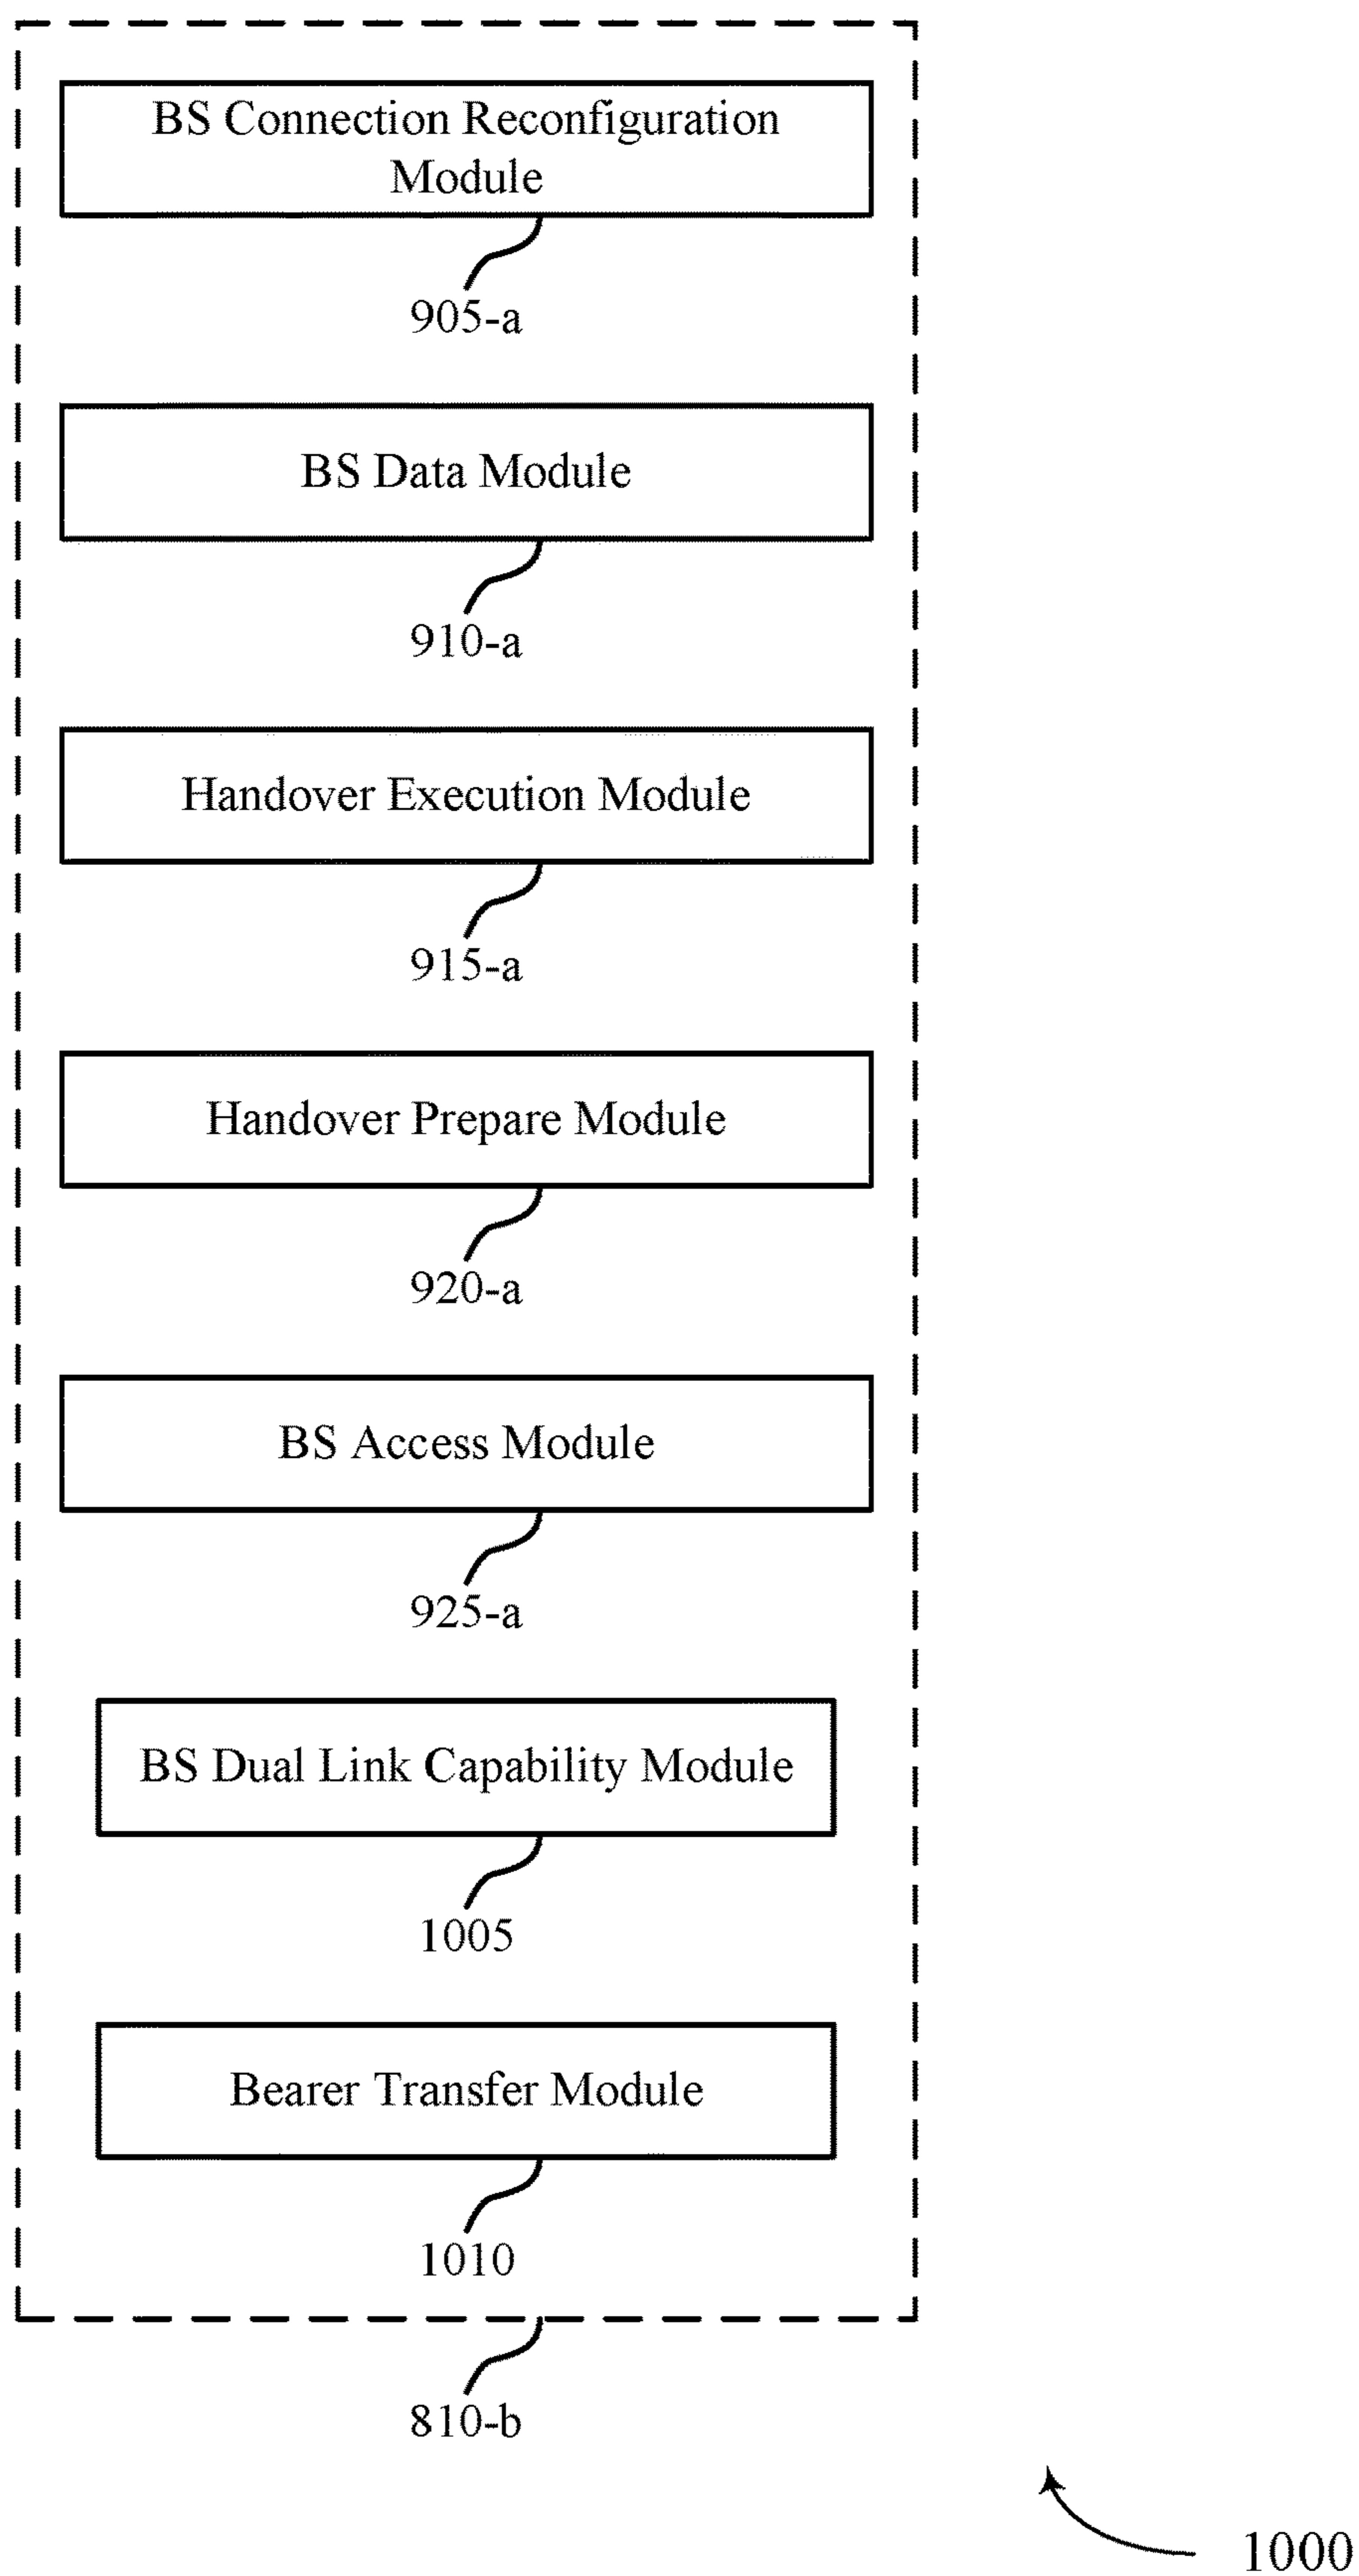 BS Connection Reconfiguration
Module
905-a
BS Data Module
910-a
Handover Execution Module
915-a
Handover Prepare Module
920-a
BS Access Module
925-a
BS Dual Link Capability Module
1005
Bearer Transfer Module
1010
810-b
1000